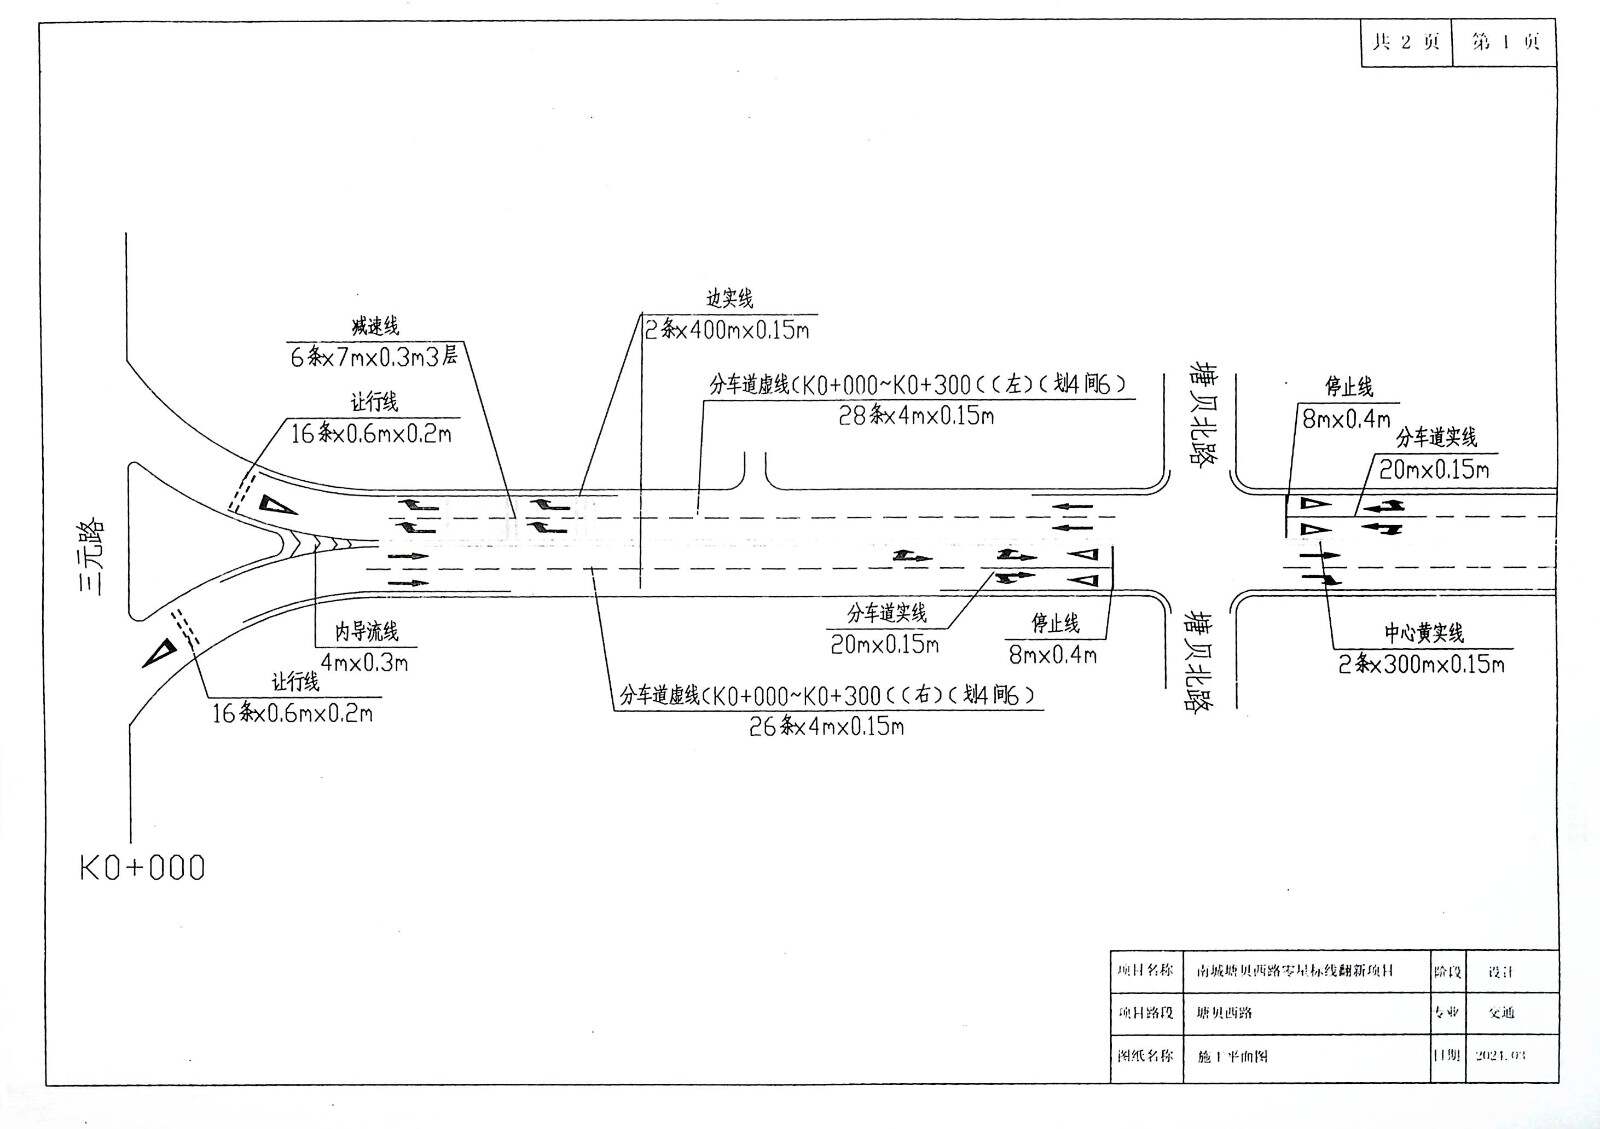 共 2 页 第 1 页
边实线
2条x400mx0.15m
减速线
6条x7mx0.3m3层
让行线
16条x0.6mx0.2m
分车道虚线(K0+000~K0+300((左)(划4间6)
28条x4mx0.15m
塘贝北路
停止线
8mx0.4m
分车道实线
20mx0.15m
三元路
内导流线
4mx0.3m
让行线
16条x0.6mx0.2m
分车道实线
20mx0.15m
停止线
8mx0.4m
塘贝北路
中心黄实线
2条x300mx0.15m
分车道虚线(K0+000~K0+300((右)(划4间6)
26条x4mx0.15m
K0+000
项目名称 南城塘贝西路零星标线翻新项目 阶段 设计
项目路段 塘贝西路 专业 交通
图纸名称 施工平面图 日期 2024.03